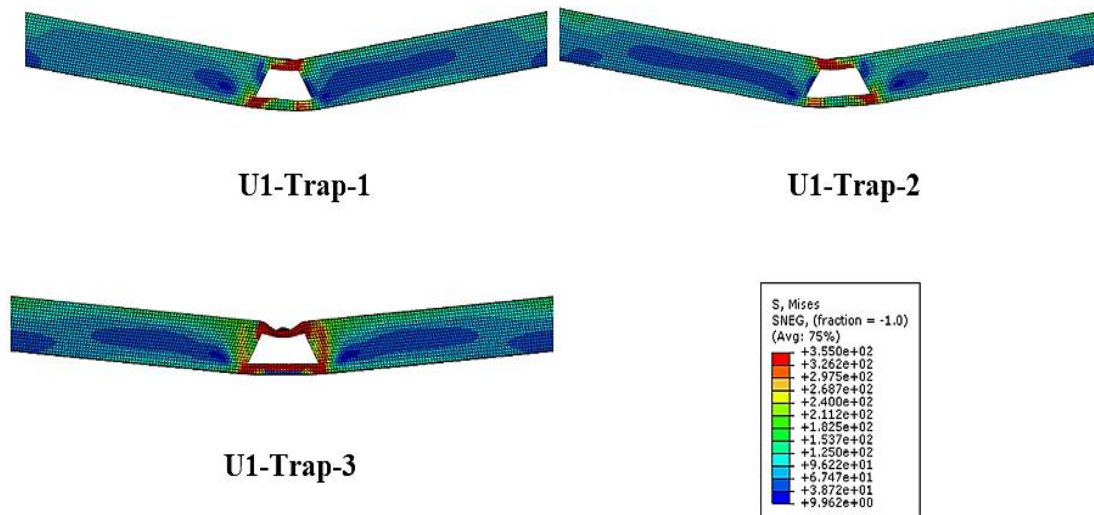 U1-Trap-1
U1-Trap-2
U1-Trap-3
S, Mises
SNEG, (fraction = -1.0)
(Avg: 75%)
+3.550e+02
+3.262e+02
+2.975e+02
+2.687e+02
+2.400e+02
+2.112e+02
+1.825e+02
+1.537e+02
+1.250e+02
+9.622e+01
+6.747e+01
+3.872e+01
+9.962e+00